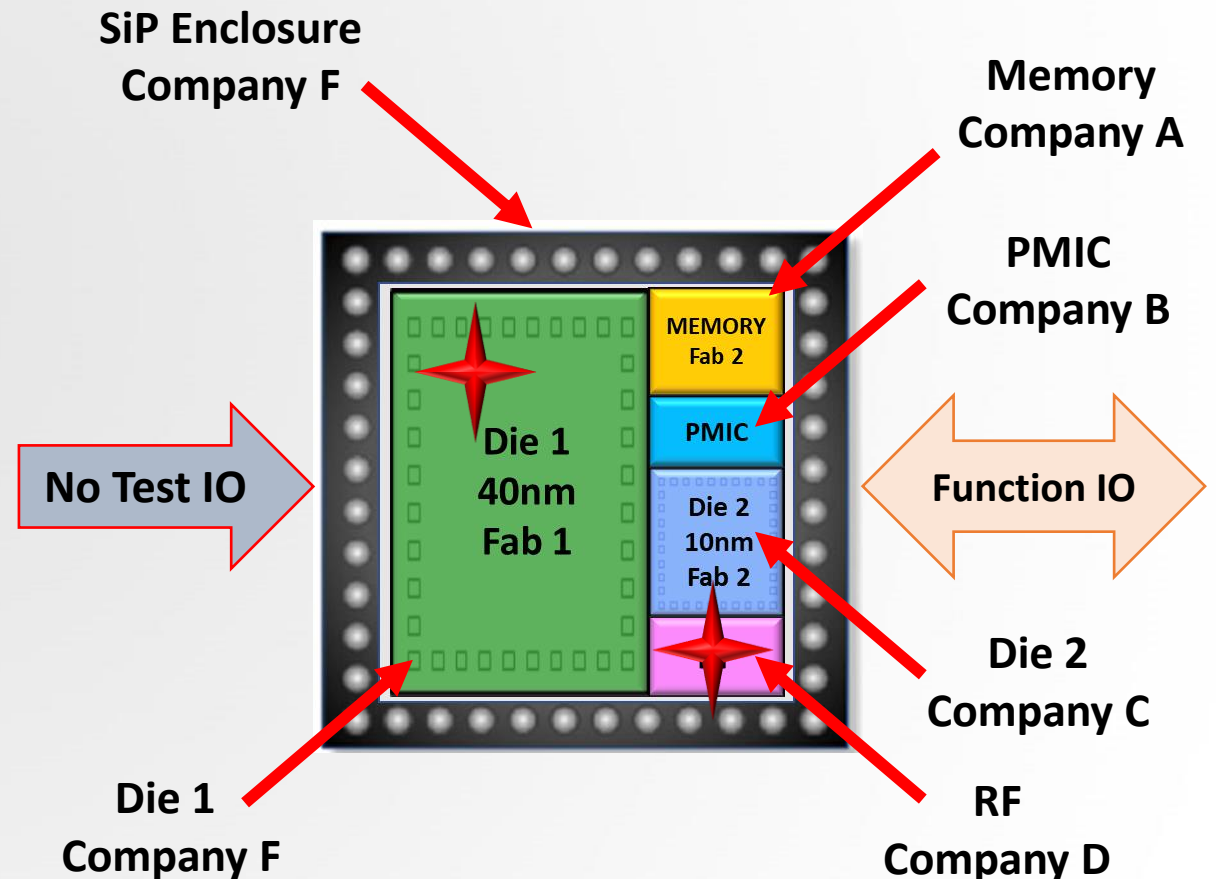 SiP Enclosure
Company F
Memory
Company A
PMIC
Company B
MEMORY
Fab 2
PMIC
Die 1
40nm
Fab 1
Die 2
10nm
Fab 2
No Test IO
Function IO
Die 2
Company C
Die 1
Company F
RF
Company D